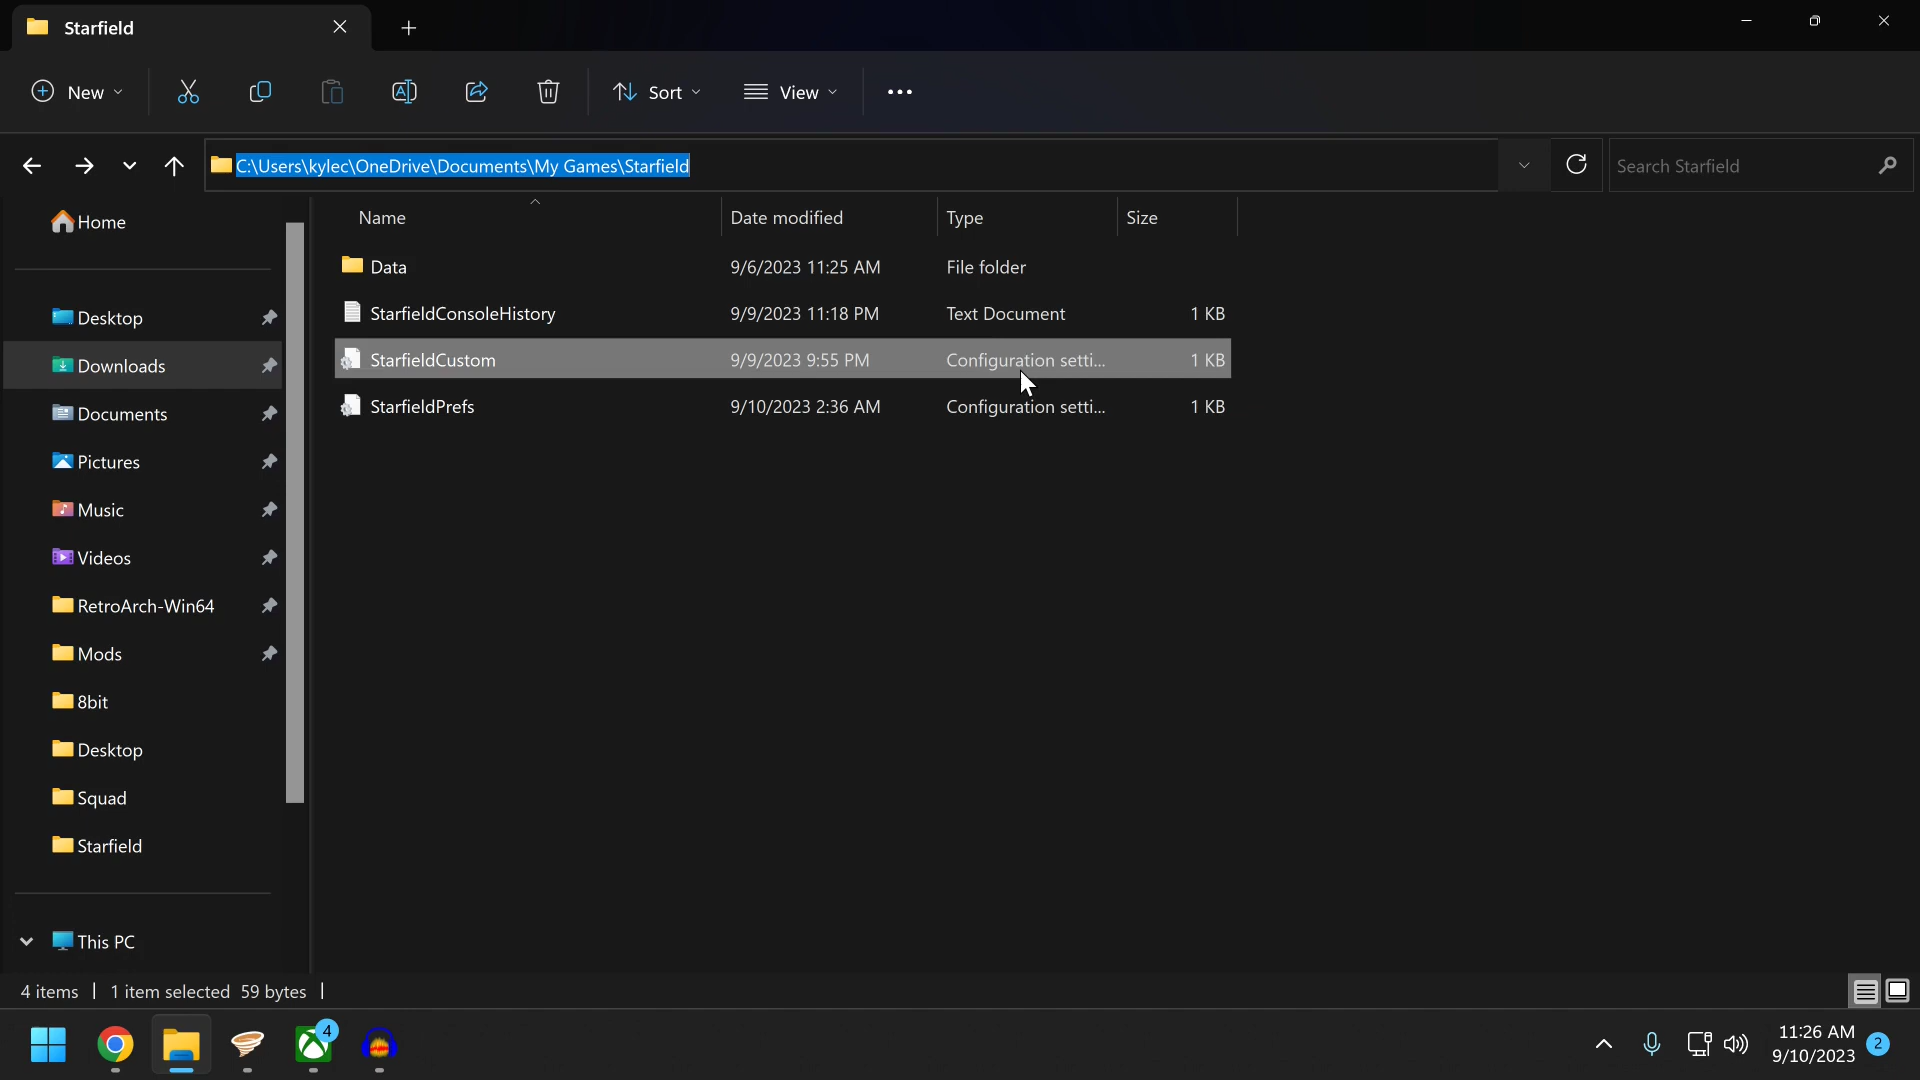 Starfield
New
Sort
View
C:\Users\kylec\OneDrive\Documents\My Games\Starfield
Search Starfield
Home
Desktop
Downloads
Documents
Pictures
Music
Videos
RetroArch-Win64
Mods
8bit
Desktop
Squad
Starfield
This PC
Name Date modified Type Size
Data 9/6/2023 11:25 AM File folder
StarfieldConsoleHistory 9/9/2023 11:18 PM Text Document 1 KB
StarfieldCustom 9/9/2023 9:55 PM Configuration setti... 1 KB
StarfieldPrefs 9/10/2023 2:36 AM Configuration setti... 1 KB
4 items 1 item selected 59 bytes
4
11:26 AM
9/10/2023
2